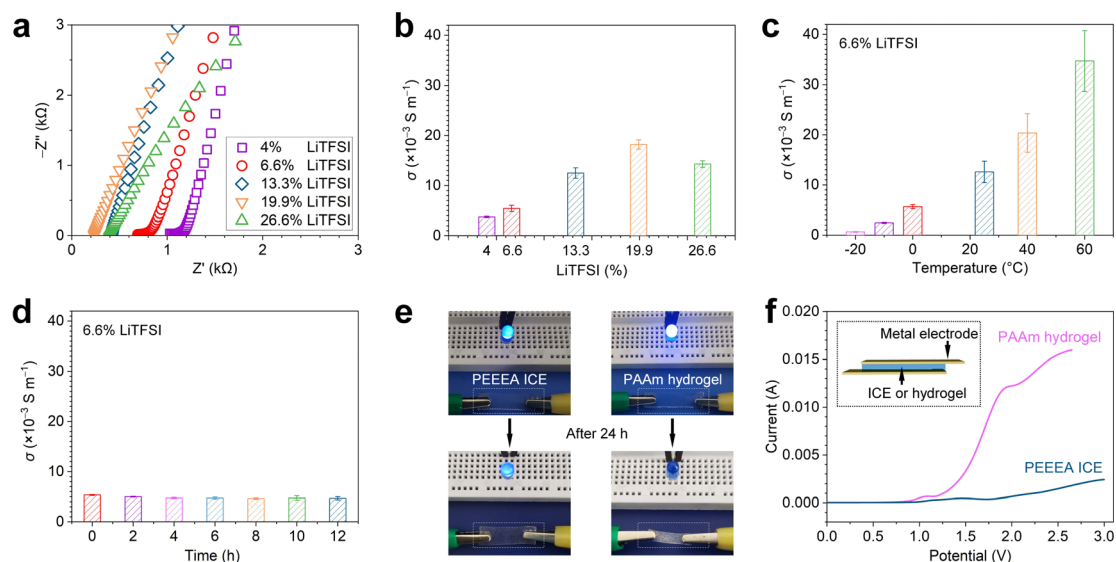 a
−Z'' (kΩ)
3
2
1
0
0 1 2 3
Z' (kΩ)
4% LiTFSI
6.6% LiTFSI
13.3% LiTFSI
19.9% LiTFSI
26.6% LiTFSI
b
σ (×10⁻³ S m⁻¹)
40
30
20
10
0
4 6.6 13.3 19.9 26.6
LiTFSI (%)
c
6.6% LiTFSI
σ (×10⁻³ S m⁻¹)
40
30
20
10
0
-20 0 20 40 60
Temperature (°C)
d
6.6% LiTFSI
σ (×10⁻³ S m⁻¹)
40
30
20
10
0
0 2 4 6 8 10 12
Time (h)
e
PEEEA ICE
PAAm hydrogel
After 24 h
f
Current (A)
0.020
0.015
0.010
0.005
0.000
0.0 0.5 1.0 1.5 2.0 2.5 3.0
Potential (V)
Metal electrode
ICE or hydrogel
PAAm hydrogel
PEEEA ICE